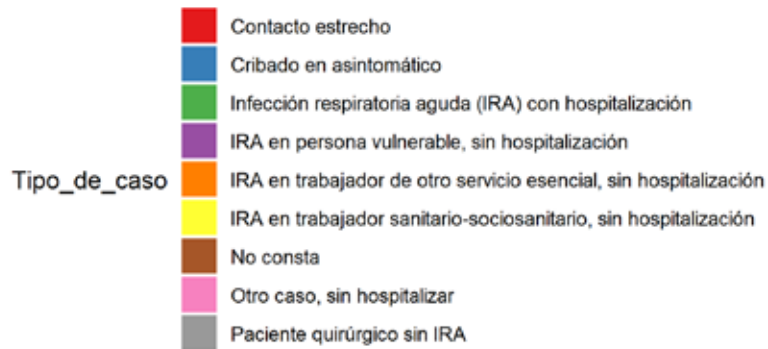 Contacto estrecho
Cribado en asintomático
Infección respiratoria aguda (IRA) con hospitalización
IRA en persona vulnerable, sin hospitalización
Tipo_de_caso
IRA en trabajador de otro servicio esencial, sin hospitalización
IRA en trabajador sanitario-sociosanitario, sin hospitalización
No consta
Otro caso, sin hospitalizar
Paciente quirúrgico sin IRA